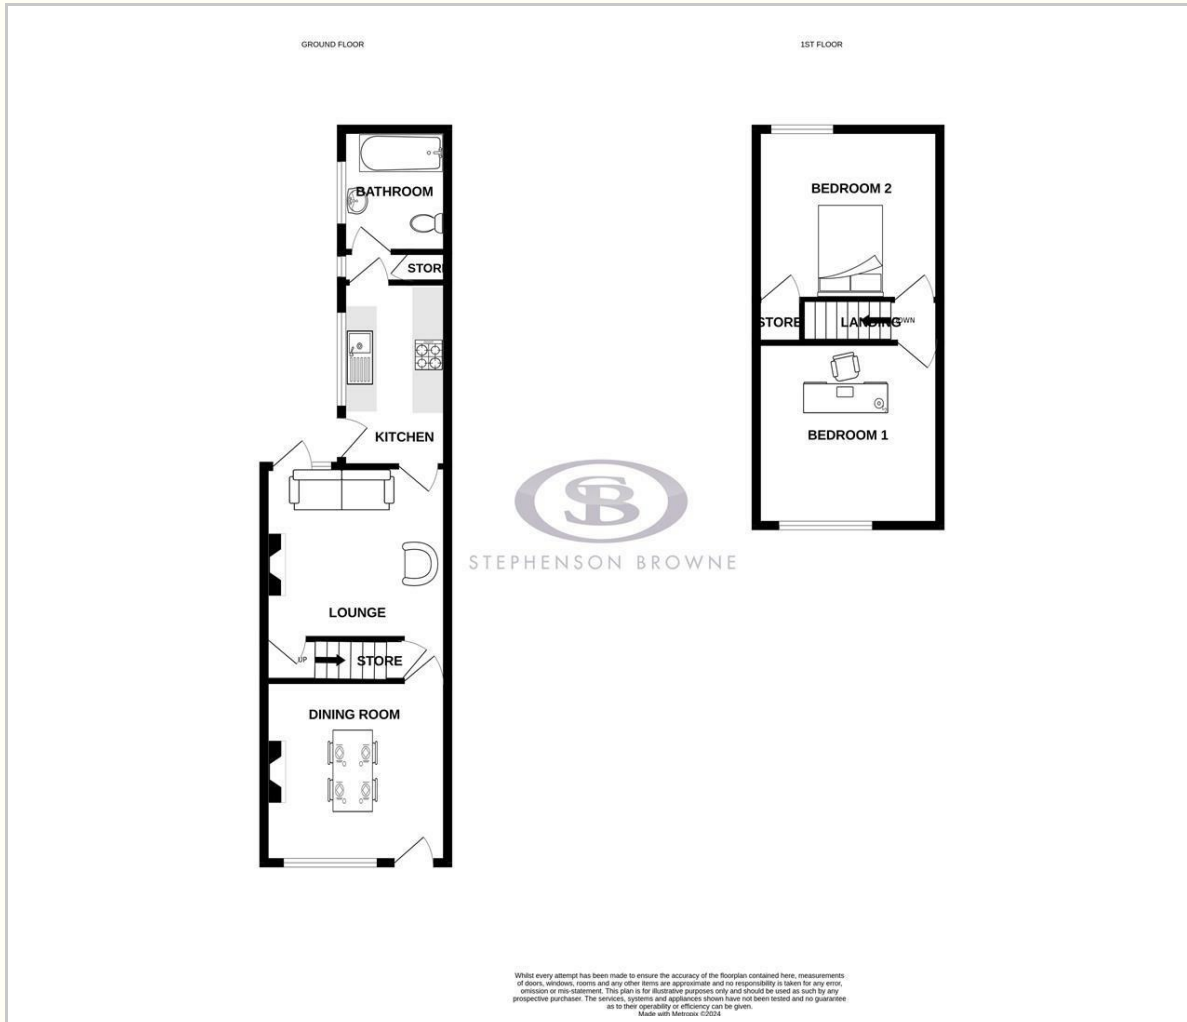 GROUND FLOOR
1ST FLOOR
BATHROOM
STOR
KITCHEN
LOUNGE
UP
STORE
DINING ROOM
BEDROOM 2
STORE
LANDING
DOWN
BEDROOM 1
SB
STEPHENSON BROWNE
Whilst every attempt has been made to ensure the accuracy of the floorplan contained here, measurements
of doors, windows, rooms and any other items are approximate and no responsibility is taken for any error,
omission or mis-statement. This plan is for illustrative purposes only and should be used as such by any
prospective purchaser. The services, systems and appliances shown have not been tested and no guarantee
as to their operability or efficiency can be given.
Made with Metropix ©2024